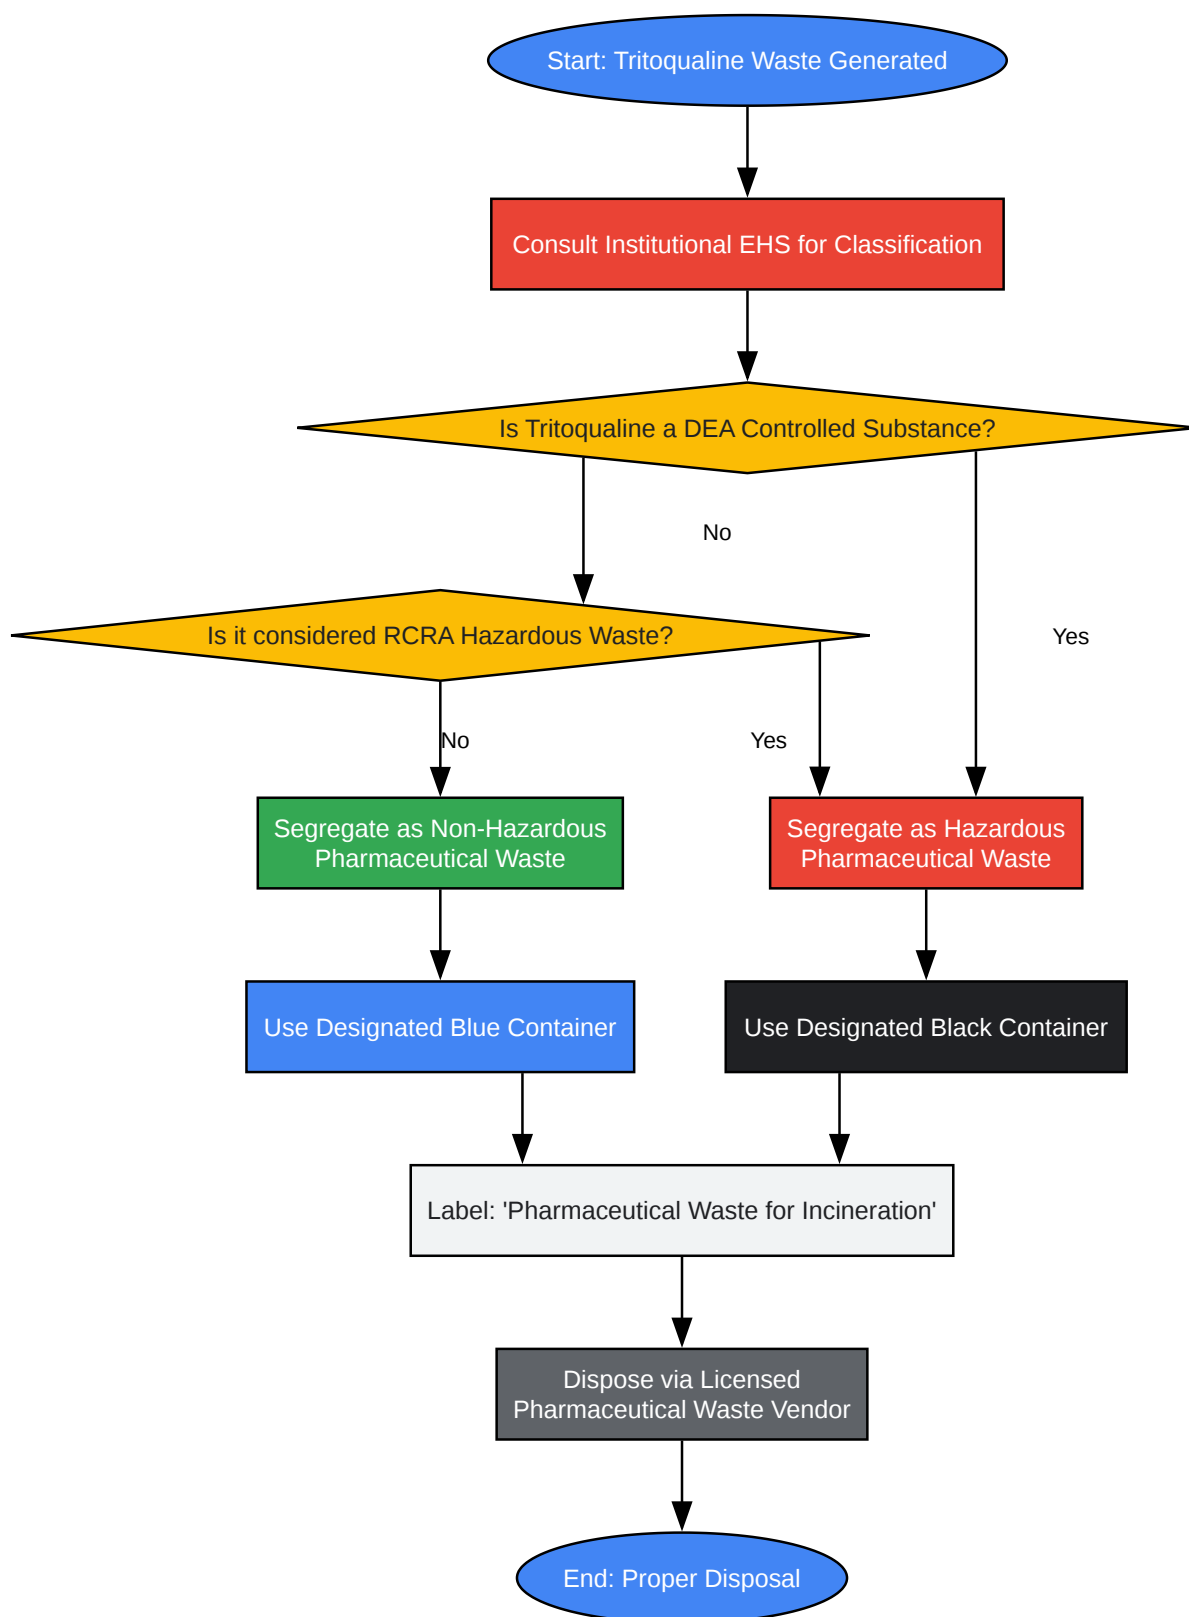 Start: Tritoqualine Waste Generated
Consult Institutional EHS for Classification
Is Tritoqualine a DEA Controlled Substance?
No
Is it considered RCRA Hazardous Waste?
Yes
No
Yes
Segregate as Non-Hazardous
Pharmaceutical Waste
Segregate as Hazardous
Pharmaceutical Waste
Use Designated Blue Container
Use Designated Black Container
Label: 'Pharmaceutical Waste for Incineration'
Dispose via Licensed
Pharmaceutical Waste Vendor
End: Proper Disposal